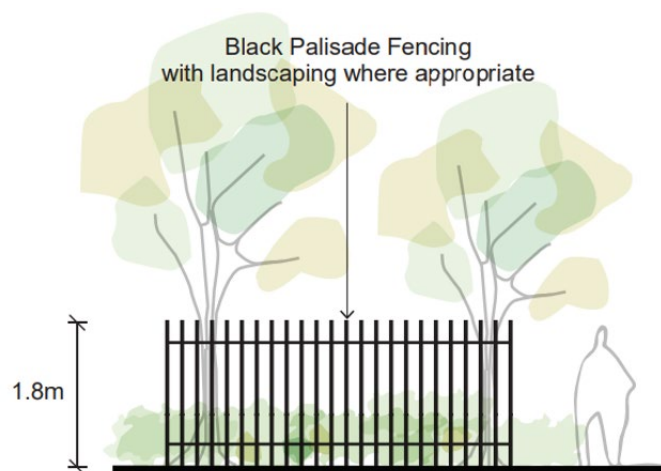 Black Palisade Fencing
with landscaping where appropriate
1.8m